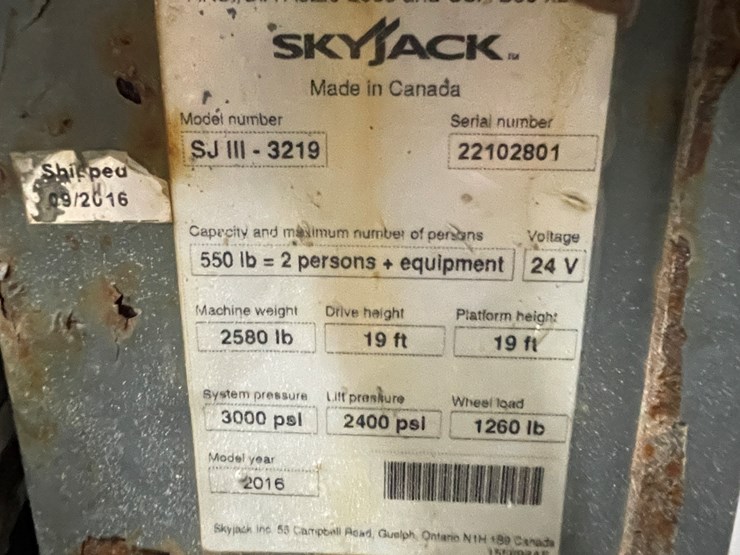 SKYJACK TM
Made in Canada
Model number Serial number
SJ III - 3219 22102801
Shipped
09/2016
Capacity and maximum number of persons Voltage
550 lb = 2 persons + equipment 24 V
Machine weight Drive height Platform height
2580 lb 19 ft 19 ft
System pressure Lift pressure Wheel load
3000 psi 2400 psi 1260 lb
Model year
2016
Skyjack Inc. 55 Campbell Road, Guelph, Ontario N1H 1B9 Canada